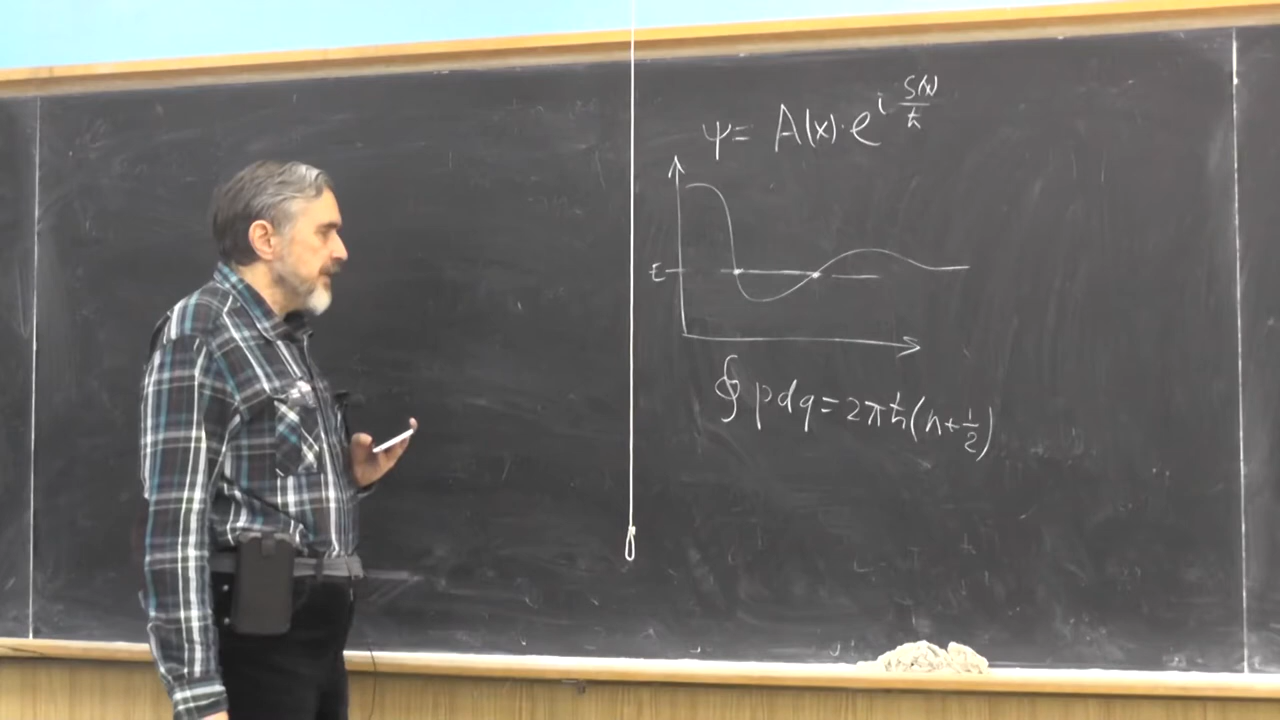 ψ = A(x)·e^{i S(x)/ħ}
E
∮ p dq = 2πħ(n + 1/2)